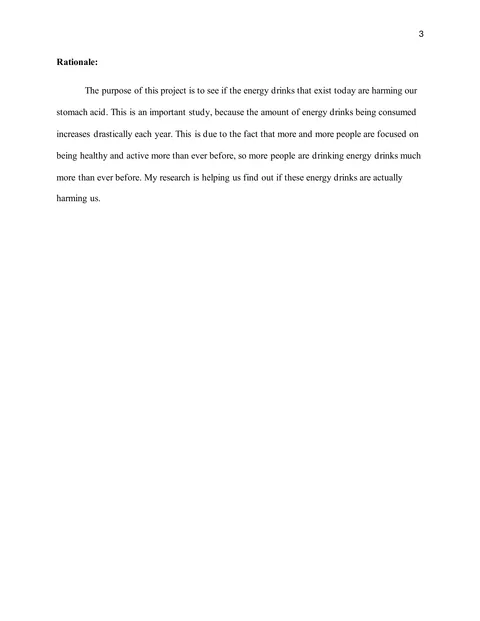 3
Rationale:
The purpose of this project is to see if the energy drinks that exist today are harming our
stomach acid. This is an important study, because the amount of energy drinks being consumed
increases drastically each year. This is due to the fact that more and more people are focused on
being healthy and active more than ever before, so more people are drinking energy drinks much
more than ever before. My research is helping us find out if these energy drinks are actually
harming us.